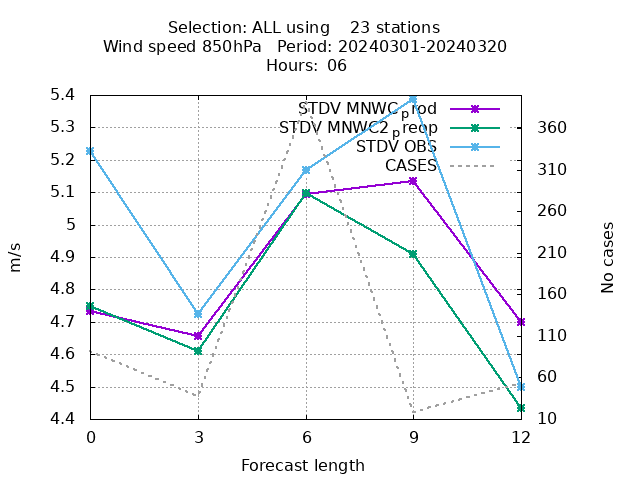 Selection: ALL using    23 stations
Wind speed 850hPa   Period: 20240301-20240320
Hours: 06
STDV MNWCprod
STDV MNWC2preop
STDV OBS
CASES
5.4
5.3
5.2
5.1
5
4.9
4.8
4.7
4.6
4.5
4.4
360
310
260
210
160
110
60
10
m/s
No cases
0 3 6 9 12
Forecast length